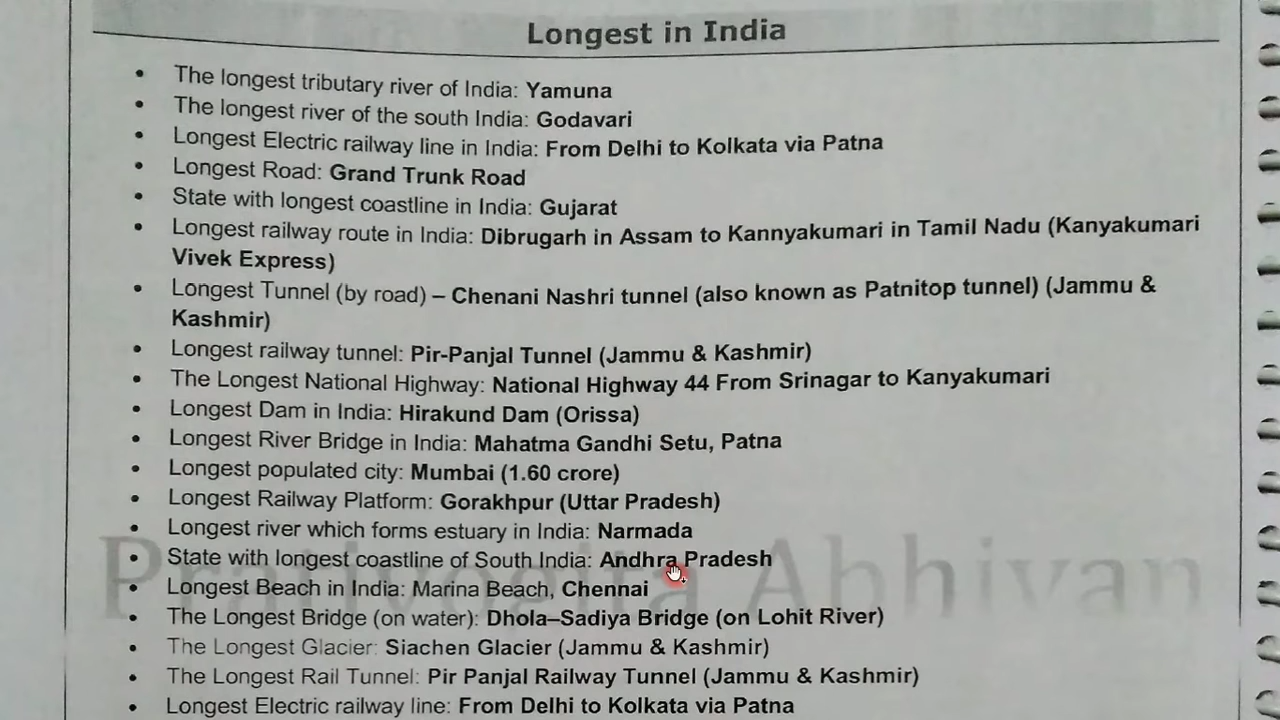 Longest in India
• The longest tributary river of India: Yamuna
• The longest river of the south India: Godavari
• Longest Electric railway line in India: From Delhi to Kolkata via Patna
• Longest Road: Grand Trunk Road
• State with longest coastline in India: Gujarat
• Longest railway route in India: Dibrugarh in Assam to Kannyakumari in Tamil Nadu (Kanyakumari
Vivek Express)
• Longest Tunnel (by road) – Chenani Nashri tunnel (also known as Patnitop tunnel) (Jammu &
Kashmir)
• Longest railway tunnel: Pir-Panjal Tunnel (Jammu & Kashmir)
• The Longest National Highway: National Highway 44 From Srinagar to Kanyakumari
• Longest Dam in India: Hirakund Dam (Orissa)
• Longest River Bridge in India: Mahatma Gandhi Setu, Patna
• Longest populated city: Mumbai (1.60 crore)
• Longest Railway Platform: Gorakhpur (Uttar Pradesh)
• Longest river which forms estuary in India: Narmada
• State with longest coastline of South India: Andhra Pradesh
• Longest Beach in India: Marina Beach, Chennai
• The Longest Bridge (on water): Dhola–Sadiya Bridge (on Lohit River)
• The Longest Glacier: Siachen Glacier (Jammu & Kashmir)
• The Longest Rail Tunnel: Pir Panjal Railway Tunnel (Jammu & Kashmir)
• Longest Electric railway line: From Delhi to Kolkata via Patna
Abhivan